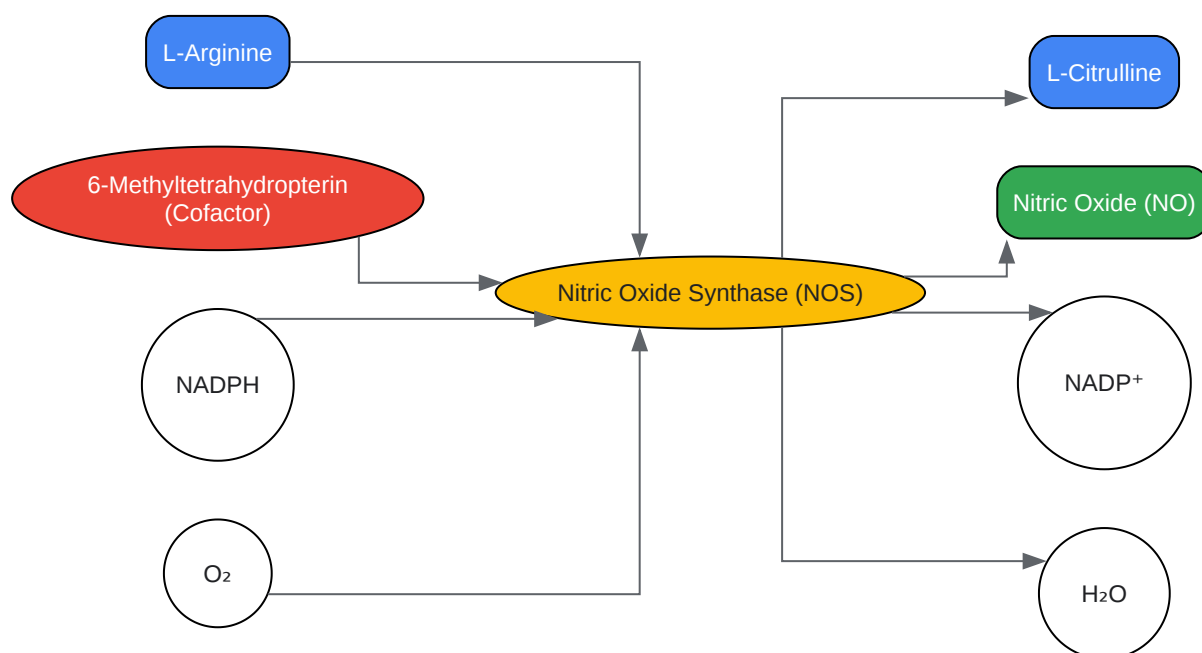 L-Arginine
L-Citrulline
6-Methyltetrahydropterin
(Cofactor)
Nitric Oxide (NO)
Nitric Oxide Synthase (NOS)
NADPH
NADP⁺
O₂
H₂O